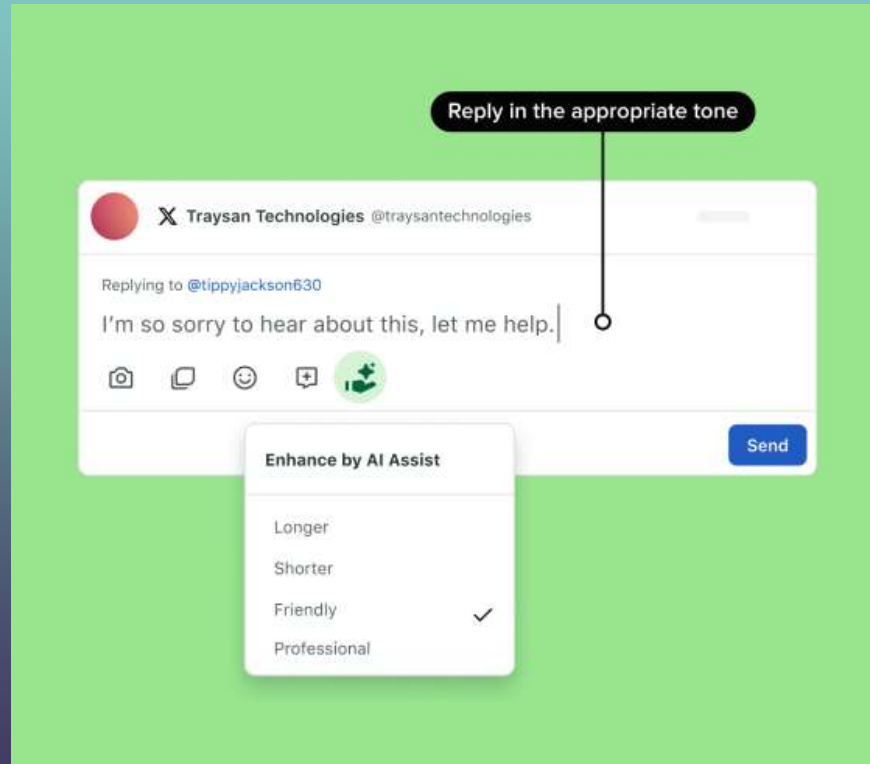 Reply in the appropriate tone
Traysan Technologies @traysantechnologies
Replying to @tippyjackson630
I’m so sorry to hear about this, let me help.
Send
Enhance by AI Assist
Longer
Shorter
Friendly
Professional